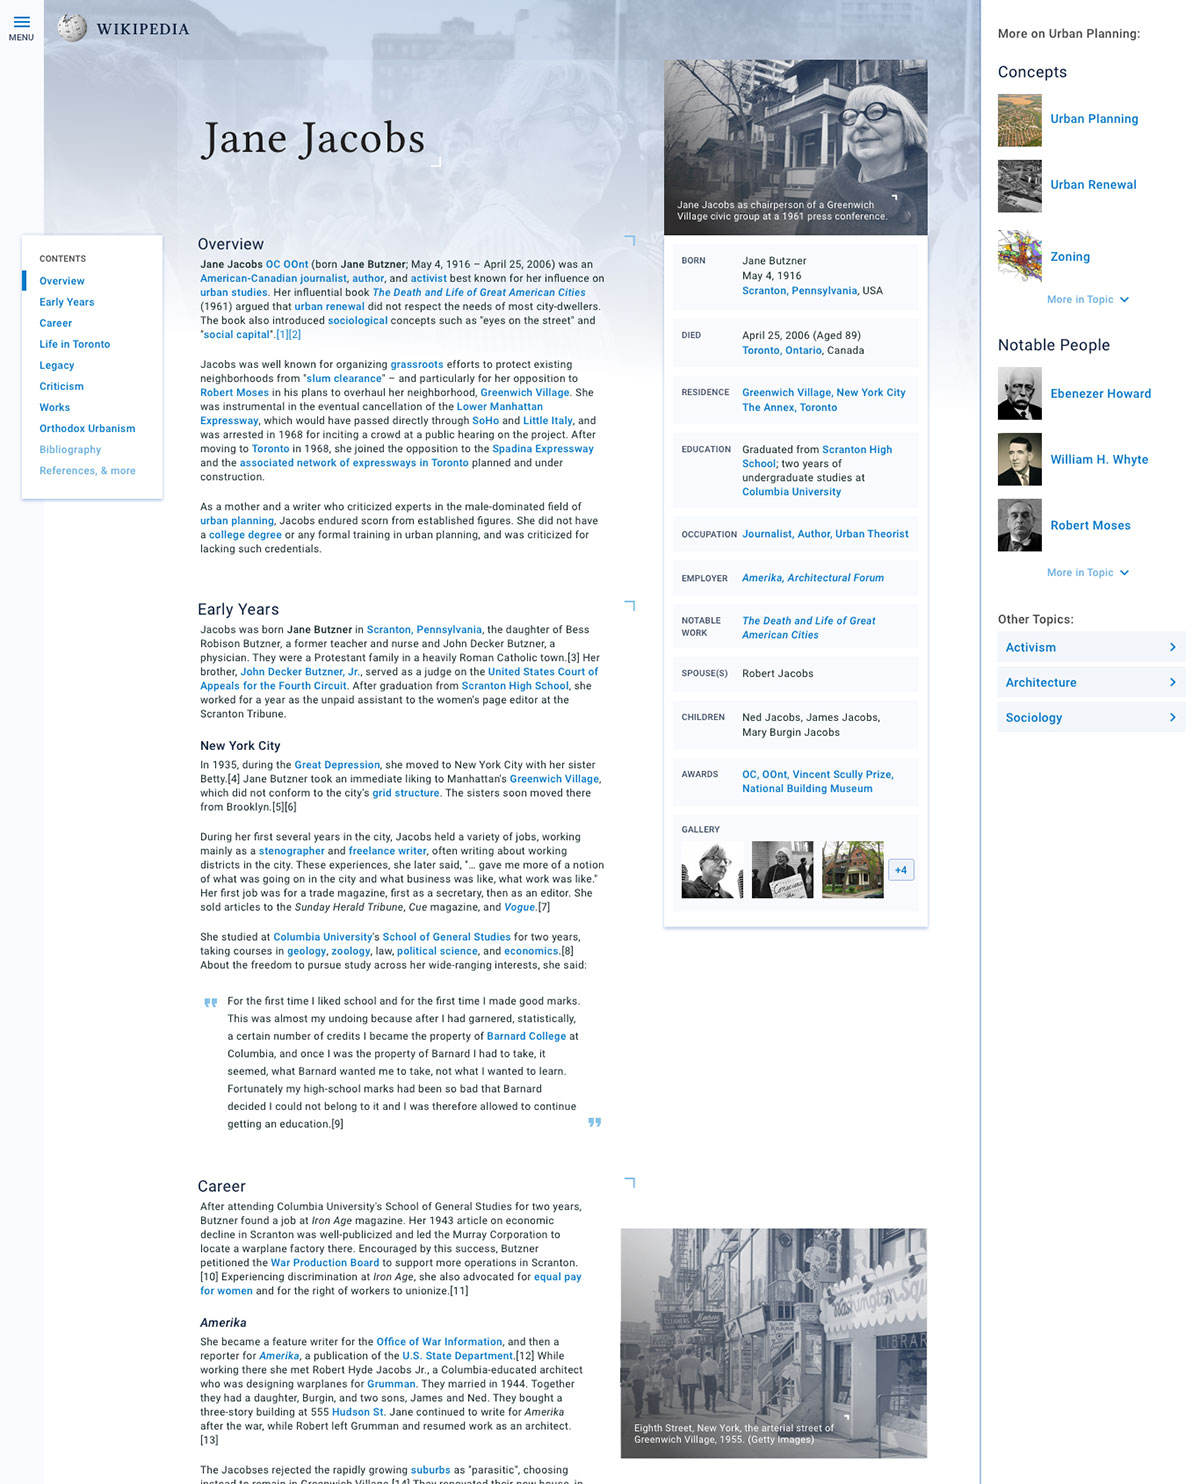 MENU
WIKIPEDIA
Jane Jacobs
Jane Jacobs as chairperson of a Greenwich
Village civic group at a 1961 press conference.
CONTENTS
Overview
Early Years
Career
Life in Toronto
Legacy
Criticism
Works
Orthodox Urbanism
Bibliography
References, & more
Overview
Jane Jacobs OC OOnt (born Jane Butzner; May 4, 1916 – April 25, 2006) was an
American-Canadian journalist, author, and activist best known for her influence on
urban studies. Her influential book The Death and Life of Great American Cities
(1961) argued that urban renewal did not respect the needs of most city-dwellers.
The book also introduced sociological concepts such as "eyes on the street" and
"social capital".[1][2]
Jacobs was well known for organizing grassroots efforts to protect existing
neighborhoods from "slum clearance" – and particularly for her opposition to
Robert Moses in his plans to overhaul her neighborhood, Greenwich Village. She
was instrumental in the eventual cancellation of the Lower Manhattan
Expressway, which would have passed directly through SoHo and Little Italy, and
was arrested in 1968 for inciting a crowd at a public hearing on the project. After
moving to Toronto in 1968, she joined the opposition to the Spadina Expressway
and the associated network of expressways in Toronto planned and under
construction.
As a mother and a writer who criticized experts in the male-dominated field of
urban planning, Jacobs endured scorn from established figures. She did not have
a college degree or any formal training in urban planning, and was criticized for
lacking such credentials.
Early Years
Jacobs was born Jane Butzner in Scranton, Pennsylvania, the daughter of Bess
Robison Butzner, a former teacher and nurse and John Decker Butzner, a
physician. They were a Protestant family in a heavily Roman Catholic town.[3] Her
brother, John Decker Butzner, Jr., served as a judge on the United States Court of
Appeals for the Fourth Circuit. After graduation from Scranton High School, she
worked for a year as the unpaid assistant to the women's page editor at the
Scranton Tribune.
New York City
In 1935, during the Great Depression, she moved to New York City with her sister
Betty.[4] Jane Butzner took an immediate liking to Manhattan's Greenwich Village,
which did not conform to the city's grid structure. The sisters soon moved there
from Brooklyn.[5][6]
During her first several years in the city, Jacobs held a variety of jobs, working
mainly as a stenographer and freelance writer, often writing about working
districts in the city. These experiences, she later said, "... gave me more of a notion
of what was going on in the city and what business was like, what work was like."
Her first job was for a trade magazine, first as a secretary, then as an editor. She
sold articles to the Sunday Herald Tribune, Cue magazine, and Vogue.[7]
She studied at Columbia University's School of General Studies for two years,
taking courses in geology, zoology, law, political science, and economics.[8]
About the freedom to pursue study across her wide-ranging interests, she said:
For the first time I liked school and for the first time I made good marks.
This was almost my undoing because after I had garnered, statistically,
a certain number of credits I became the property of Barnard College at
Columbia, and once I was the property of Barnard I had to take, it
seemed, what Barnard wanted me to take, not what I wanted to learn.
Fortunately my high-school marks had been so bad that Barnard
decided I could not belong to it and I was therefore allowed to continue
getting an education.[9]
Career
After attending Columbia University's School of General Studies for two years,
Butzner found a job at Iron Age magazine. Her 1943 article on economic
decline in Scranton was well-publicized and led the Murray Corporation to
locate a warplane factory there. Encouraged by this success, Butzner
petitioned the War Production Board to support more operations in Scranton.
[10] Experiencing discrimination at Iron Age, she also advocated for equal pay
for women and for the right of workers to unionize.[11]
Amerika
She became a feature writer for the Office of War Information, and then a
reporter for Amerika, a publication of the U.S. State Department.[12] While
working there she met Robert Hyde Jacobs Jr., a Columbia-educated architect
who was designing warplanes for Grumman. They married in 1944. Together
they had a daughter, Burgin, and two sons, James and Ned. They bought a
three-story building at 555 Hudson St. Jane continued to write for Amerika
after the war, while Robert left Grumman and resumed work as an architect.
[13]
The Jacobses rejected the rapidly growing suburbs as "parasitic", choosing
instead to remain in Greenwich Village.[14] They renovated their new house, in
BORN
Jane Butzner
May 4, 1916
Scranton, Pennsylvania, USA
DIED
April 25, 2006 (Aged 89)
Toronto, Ontario, Canada
RESIDENCE
Greenwich Village, New York City
The Annex, Toronto
EDUCATION
Graduated from Scranton High
School; two years of
undergraduate studies at
Columbia University
OCCUPATION
Journalist, Author, Urban Theorist
EMPLOYER
Amerika, Architectural Forum
NOTABLE
WORK
The Death and Life of Great
American Cities
SPOUSE(S)
Robert Jacobs
CHILDREN
Ned Jacobs, James Jacobs,
Mary Burgin Jacobs
AWARDS
OC, OOnt, Vincent Scully Prize,
National Building Museum
GALLERY
+4
Washington Squ
LIBRAR
Eighth Street, New York, the arterial street of
Greenwich Village, 1955. (Getty Images)
More on Urban Planning:
Concepts
Urban Planning
Urban Renewal
Zoning
More in Topic
Notable People
Ebenezer Howard
William H. Whyte
Robert Moses
More in Topic
Other Topics:
Activism
Architecture
Sociology